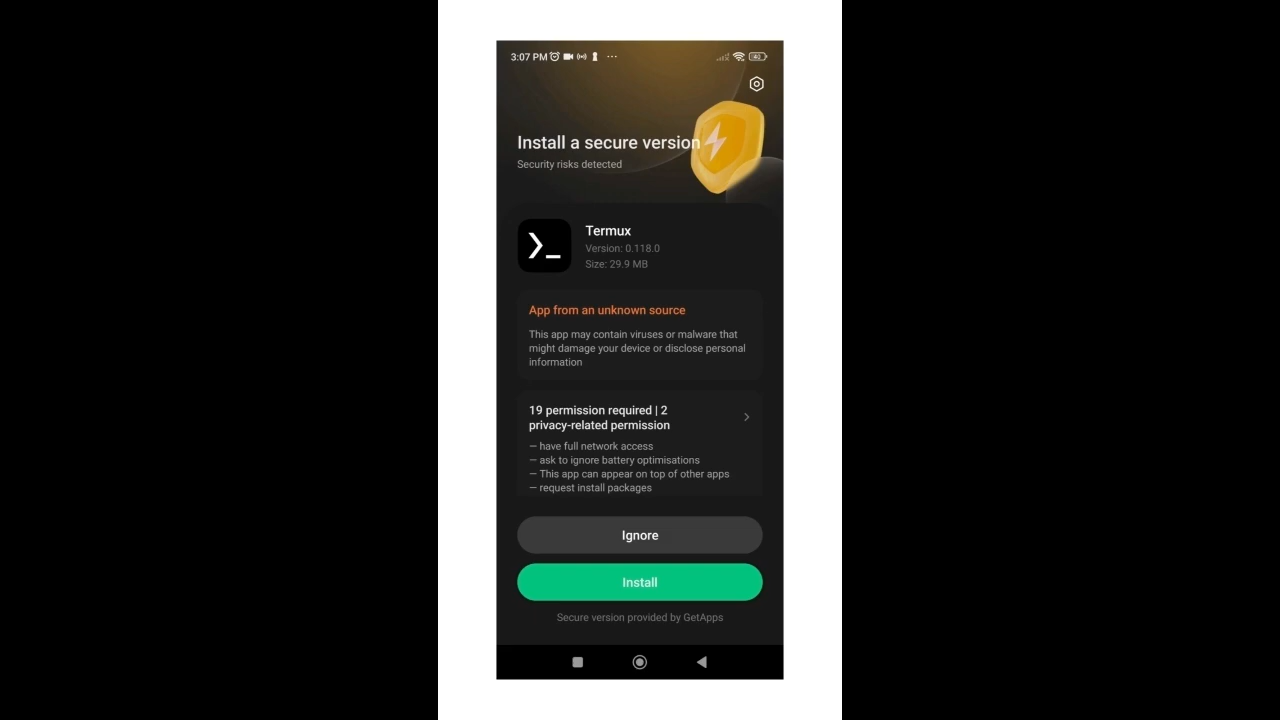 3:07 PM
40
Install a secure version
Security risks detected
Termux
Version: 0.118.0
Size: 29.9 MB
App from an unknown source
This app may contain viruses or malware that
might damage your device or disclose personal
information
19 permission required | 2
privacy-related permission
— have full network access
— ask to ignore battery optimisations
— This app can appear on top of other apps
— request install packages
Ignore
Install
Secure version provided by GetApps